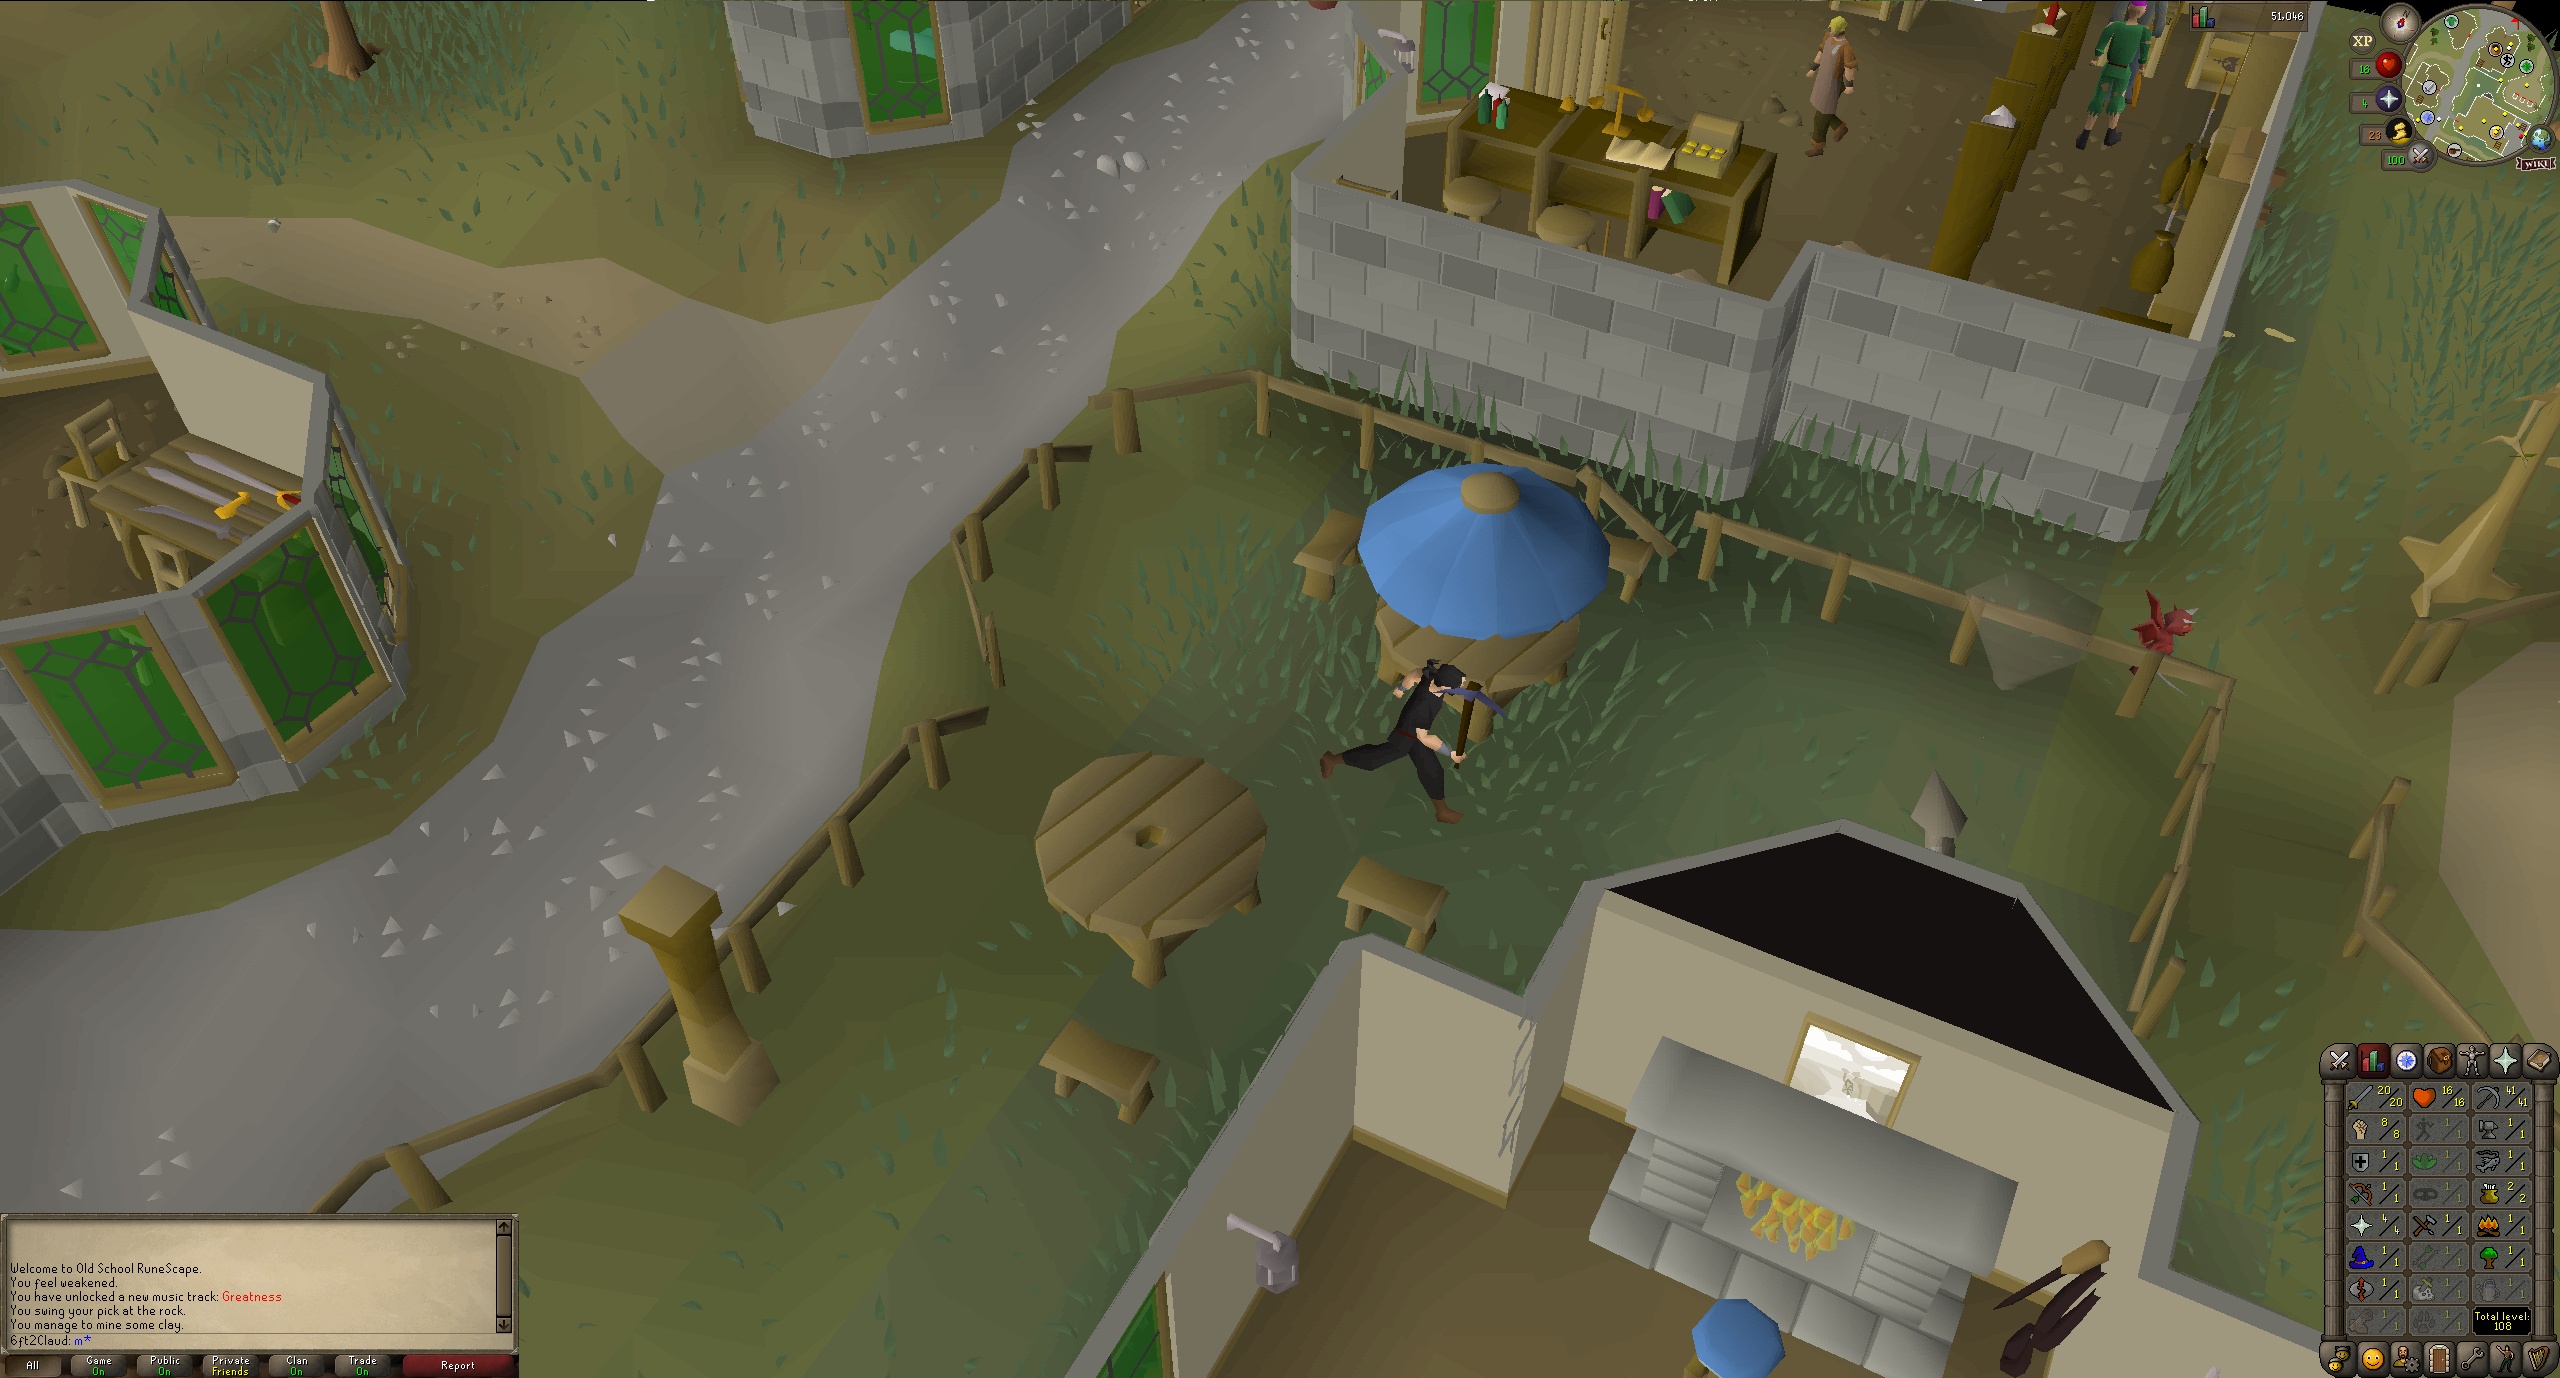 51,046
XP
16
4
23
100
WIKI
Welcome to Old School RuneScape.
You feel weakened.
You have unlocked a new music track: Greatness
You swing your pick at the rock.
You manage to mine some clay.
6ft2Claud: m*
All
Game
On
Public
On
Private
Friends
Clan
On
Trade
On
Report
20/20 16/16 41/41
8/8 1/1 1/1
1/1 1/1 1/1
1/1 1/1 2/2
4/4 1/1 1/1
1/1 1/1 1/1
1/1 1/1 1/1
1/1 1/1 Total level:
108